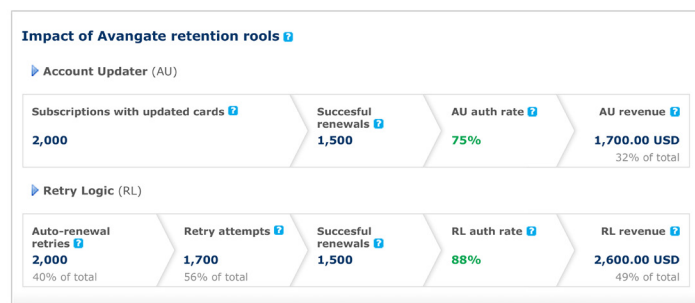 Impact of Avangate retention rools ?
Account Updater (AU)
Subscriptions with updated cards ?
2,000
Succesful
renewals ?
1,500
AU auth rate ?
75%
AU revenue ?
1,700.00 USD
32% of total
Retry Logic (RL)
Auto-renewal
retries ?
2,000
40% of total
Retry attempts ?
1,700
56% of total
Succesful
renewals ?
1,500
RL auth rate ?
88%
RL revenue ?
2,600.00 USD
49% of total